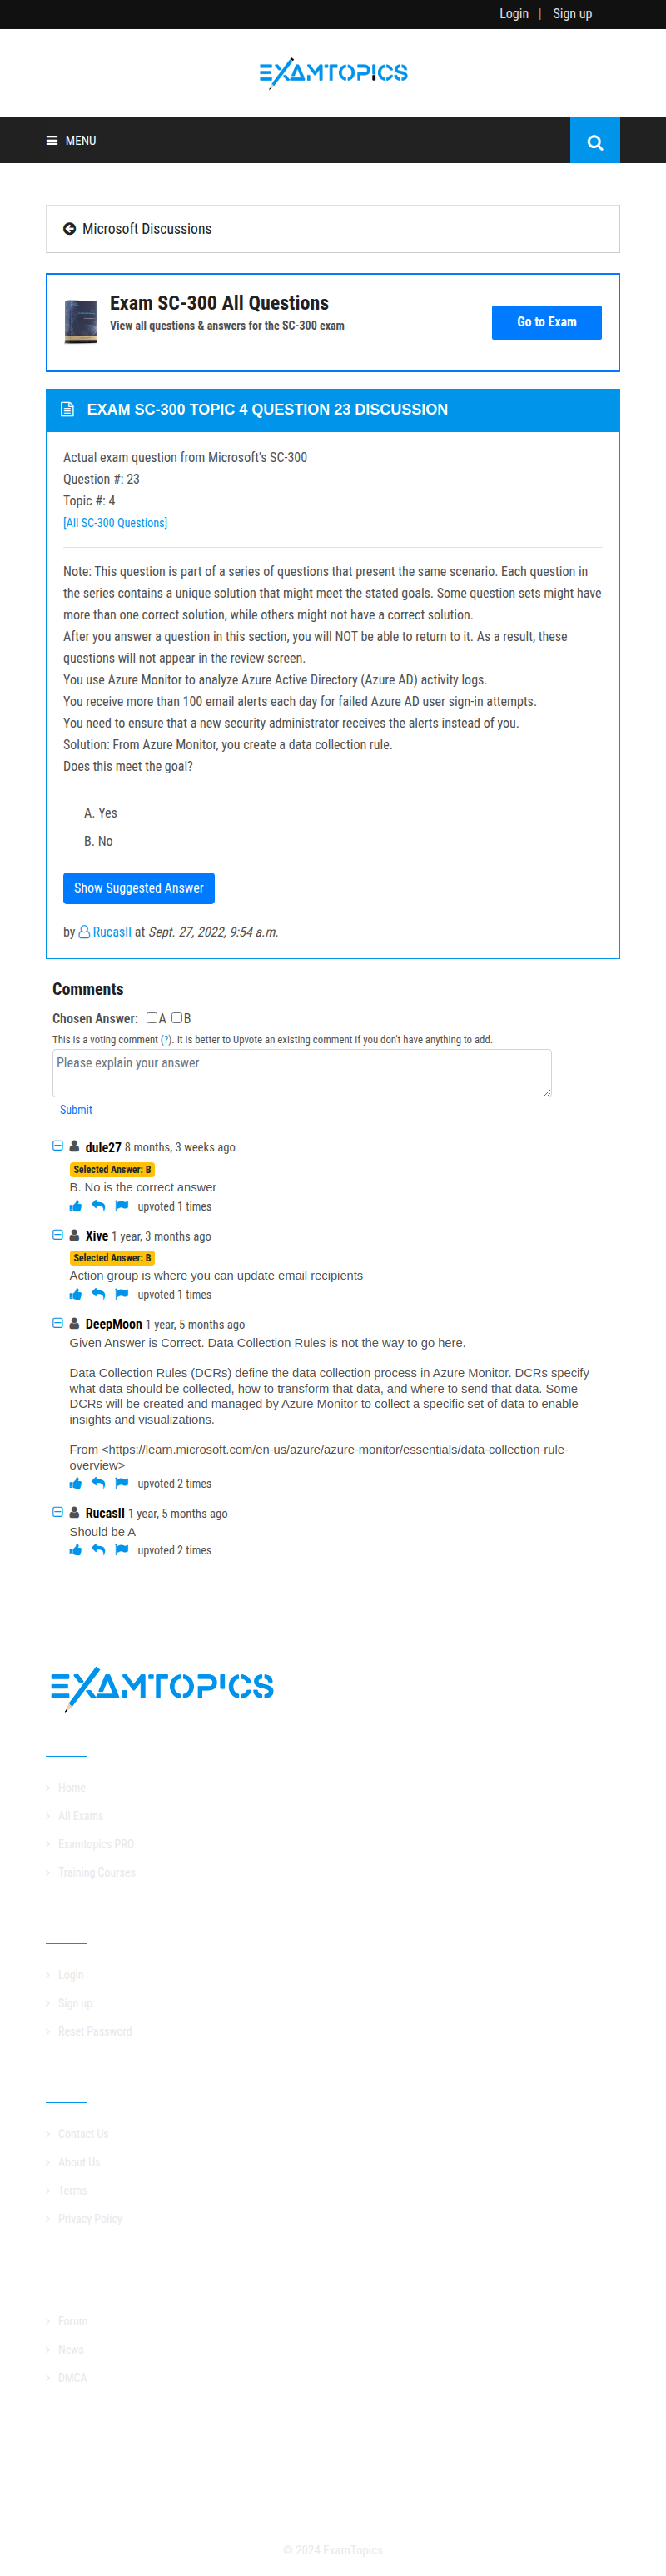 Login | Sign up
EXAMTOPICS
MENU
Microsoft Discussions
Exam SC-300 All Questions
View all questions & answers for the SC-300 exam
Go to Exam
EXAM SC-300 TOPIC 4 QUESTION 23 DISCUSSION
Actual exam question from Microsoft's SC-300
Question #: 23
Topic #: 4
[All SC-300 Questions]
Note: This question is part of a series of questions that present the same scenario. Each question in
the series contains a unique solution that might meet the stated goals. Some question sets might have
more than one correct solution, while others might not have a correct solution.
After you answer a question in this section, you will NOT be able to return to it. As a result, these
questions will not appear in the review screen.
You use Azure Monitor to analyze Azure Active Directory (Azure AD) activity logs.
You receive more than 100 email alerts each day for failed Azure AD user sign-in attempts.
You need to ensure that a new security administrator receives the alerts instead of you.
Solution: From Azure Monitor, you create a data collection rule.
Does this meet the goal?
A. Yes
B. No
Show Suggested Answer
by RucasII at Sept. 27, 2022, 9:54 a.m.
Comments
Chosen Answer: A B
This is a voting comment (?). It is better to Upvote an existing comment if you don't have anything to add.
Please explain your answer
Submit
dule27 8 months, 3 weeks ago
Selected Answer: B
B. No is the correct answer
upvoted 1 times
Xive 1 year, 3 months ago
Selected Answer: B
Action group is where you can update email recipients
upvoted 1 times
DeepMoon 1 year, 5 months ago
Given Answer is Correct. Data Collection Rules is not the way to go here.
Data Collection Rules (DCRs) define the data collection process in Azure Monitor. DCRs specify
what data should be collected, how to transform that data, and where to send that data. Some
DCRs will be created and managed by Azure Monitor to collect a specific set of data to enable
insights and visualizations.
From <https://learn.microsoft.com/en-us/azure/azure-monitor/essentials/data-collection-rule-
overview>
upvoted 2 times
RucasII 1 year, 5 months ago
Should be A
upvoted 2 times
EXAMTOPICS
Home
All Exams
Examtopics PRO
Training Courses
Login
Sign up
Reset Password
Contact Us
About Us
Terms
Privacy Policy
Forum
News
DMCA
© 2024 ExamTopics